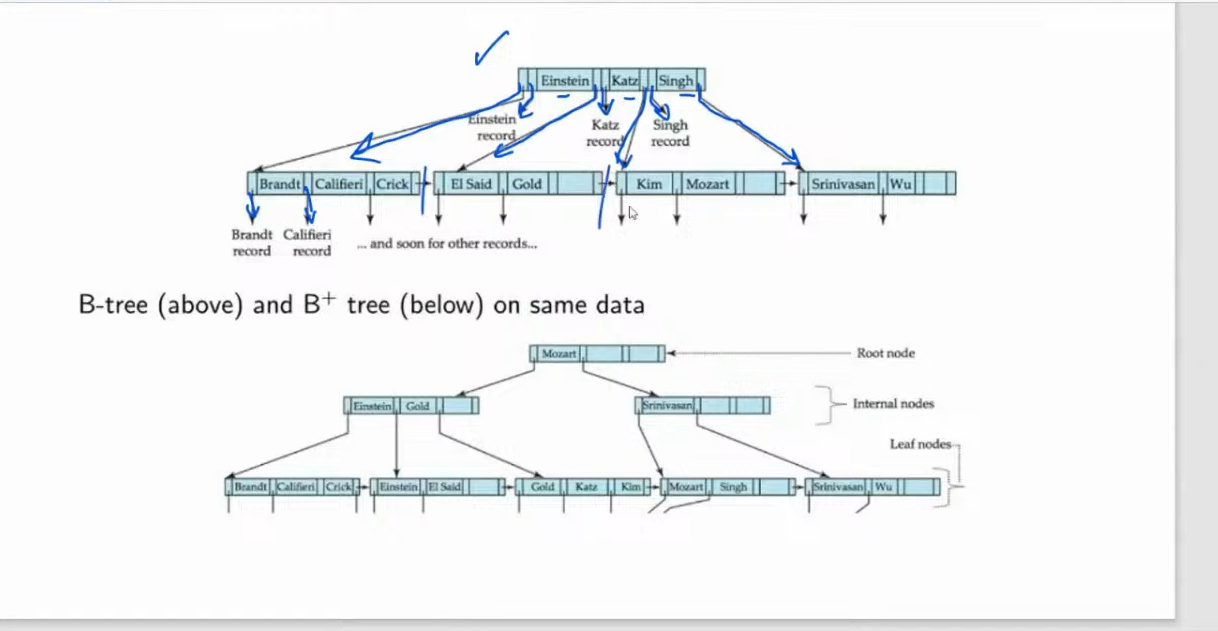 Einstein Katz Singh
Einstein record
Katz record
Singh record
Brandt Califieri Crick El Said Gold Kim Mozart Srinivasan Wu
Brandt record
Califieri record
... and soon for other records...
B-tree (above) and B+ tree (below) on same data
Mozart
Root node
Einstein Gold Srinivasan
Internal nodes
Leaf nodes
Brandt Califieri Crick Einstein El Said Gold Katz Kim Mozart Singh Srinivasan Wu